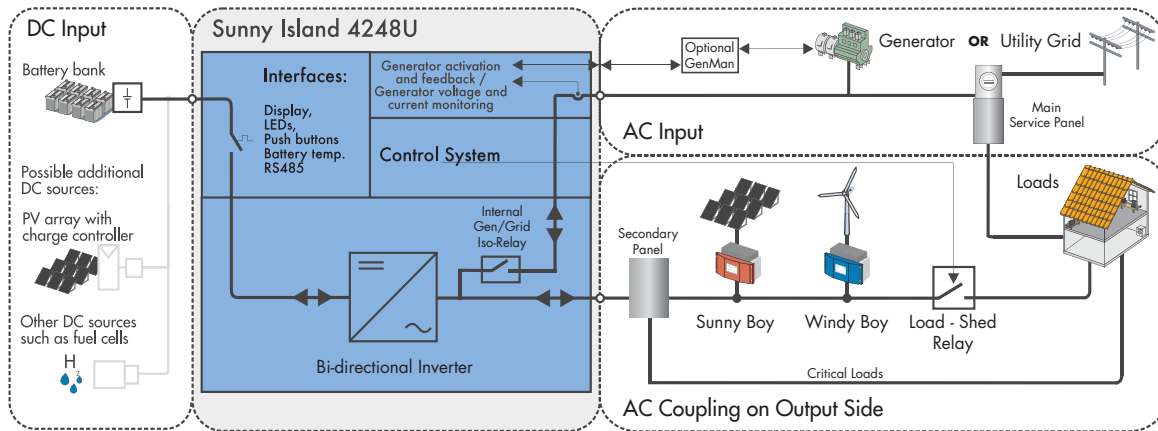 DC Input
Battery bank
Possible additional
DC sources:
PV array with
charge controller
Other DC sources
such as fuel cells
H
2
Sunny Island 4248U
Interfaces:
Display,
LEDs,
Push buttons
Battery temp.
RS485
Generator activation
and feedback /
Generator voltage and
current monitoring
Control System
Internal
Gen/Grid
Iso-Relay
Bi-directional Inverter
Optional
GenMan
Generator OR Utility Grid
Main
Service Panel
AC Input
Loads
Secondary
Panel
Sunny Boy
Windy Boy
Load - Shed
Relay
Critical Loads
AC Coupling on Output Side